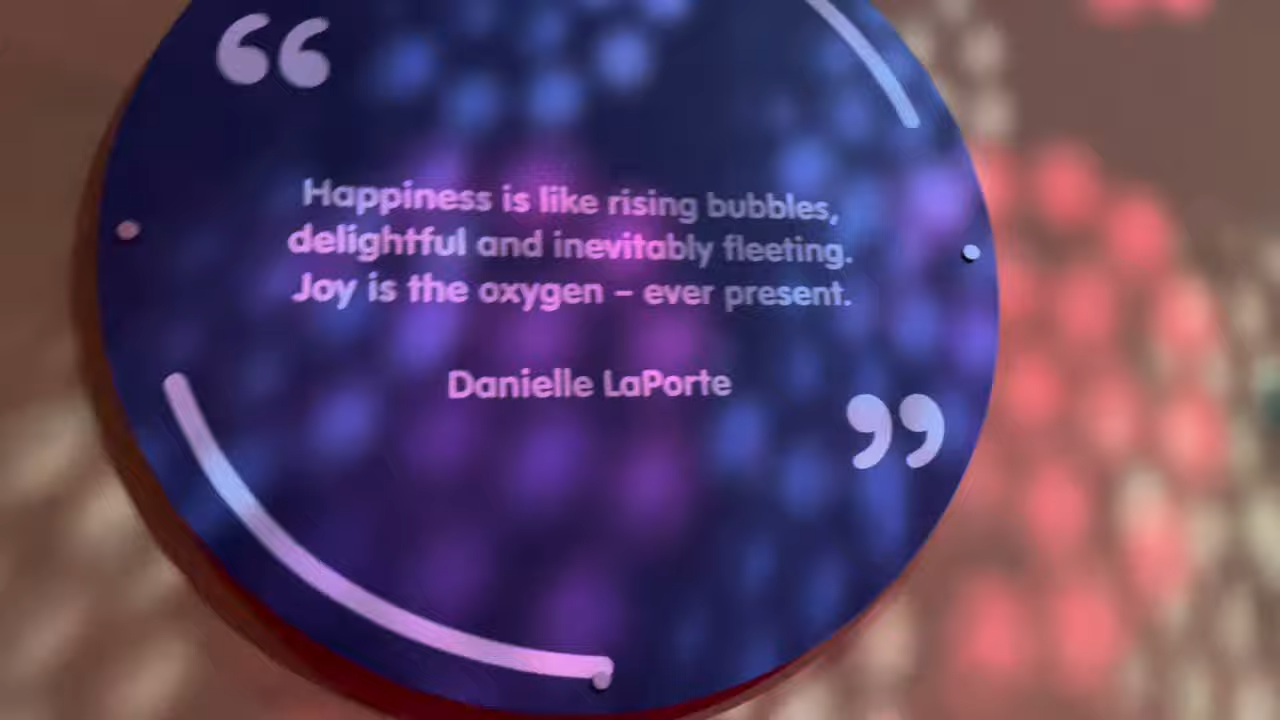 “
Happiness is like rising bubbles,
delightful and inevitably fleeting.
Joy is the oxygen – ever present.
Danielle LaPorte
”